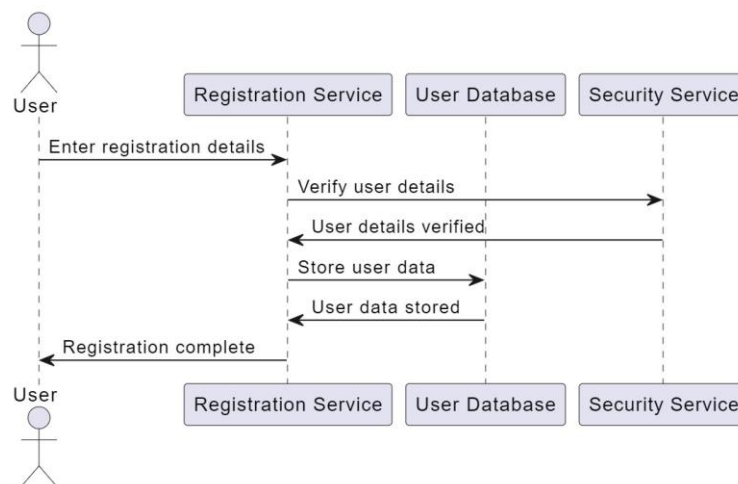 User
Registration Service
User Database
Security Service
Enter registration details
Verify user details
User details verified
Store user data
User data stored
Registration complete
User
Registration Service
User Database
Security Service